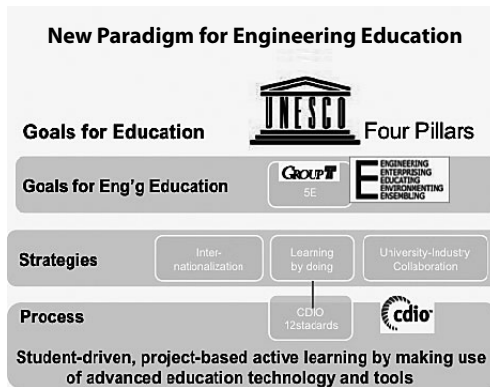 New Paradigm for Engineering Education
UNESCO
Goals for Education
Four Pillars
Goals for Eng'g Education
GROUP T
5E
E
ENGINEERING
ENTERPRISING
EDUCATING
ENVIRONMENTING
ENSEMBLING
Strategies
Inter-
nationalization
Learning
by doing
University-Industry
Collaboration
Process
CDIO
12stacards
cdio
Student-driven, project-based active learning by making use
of advanced education technology and tools